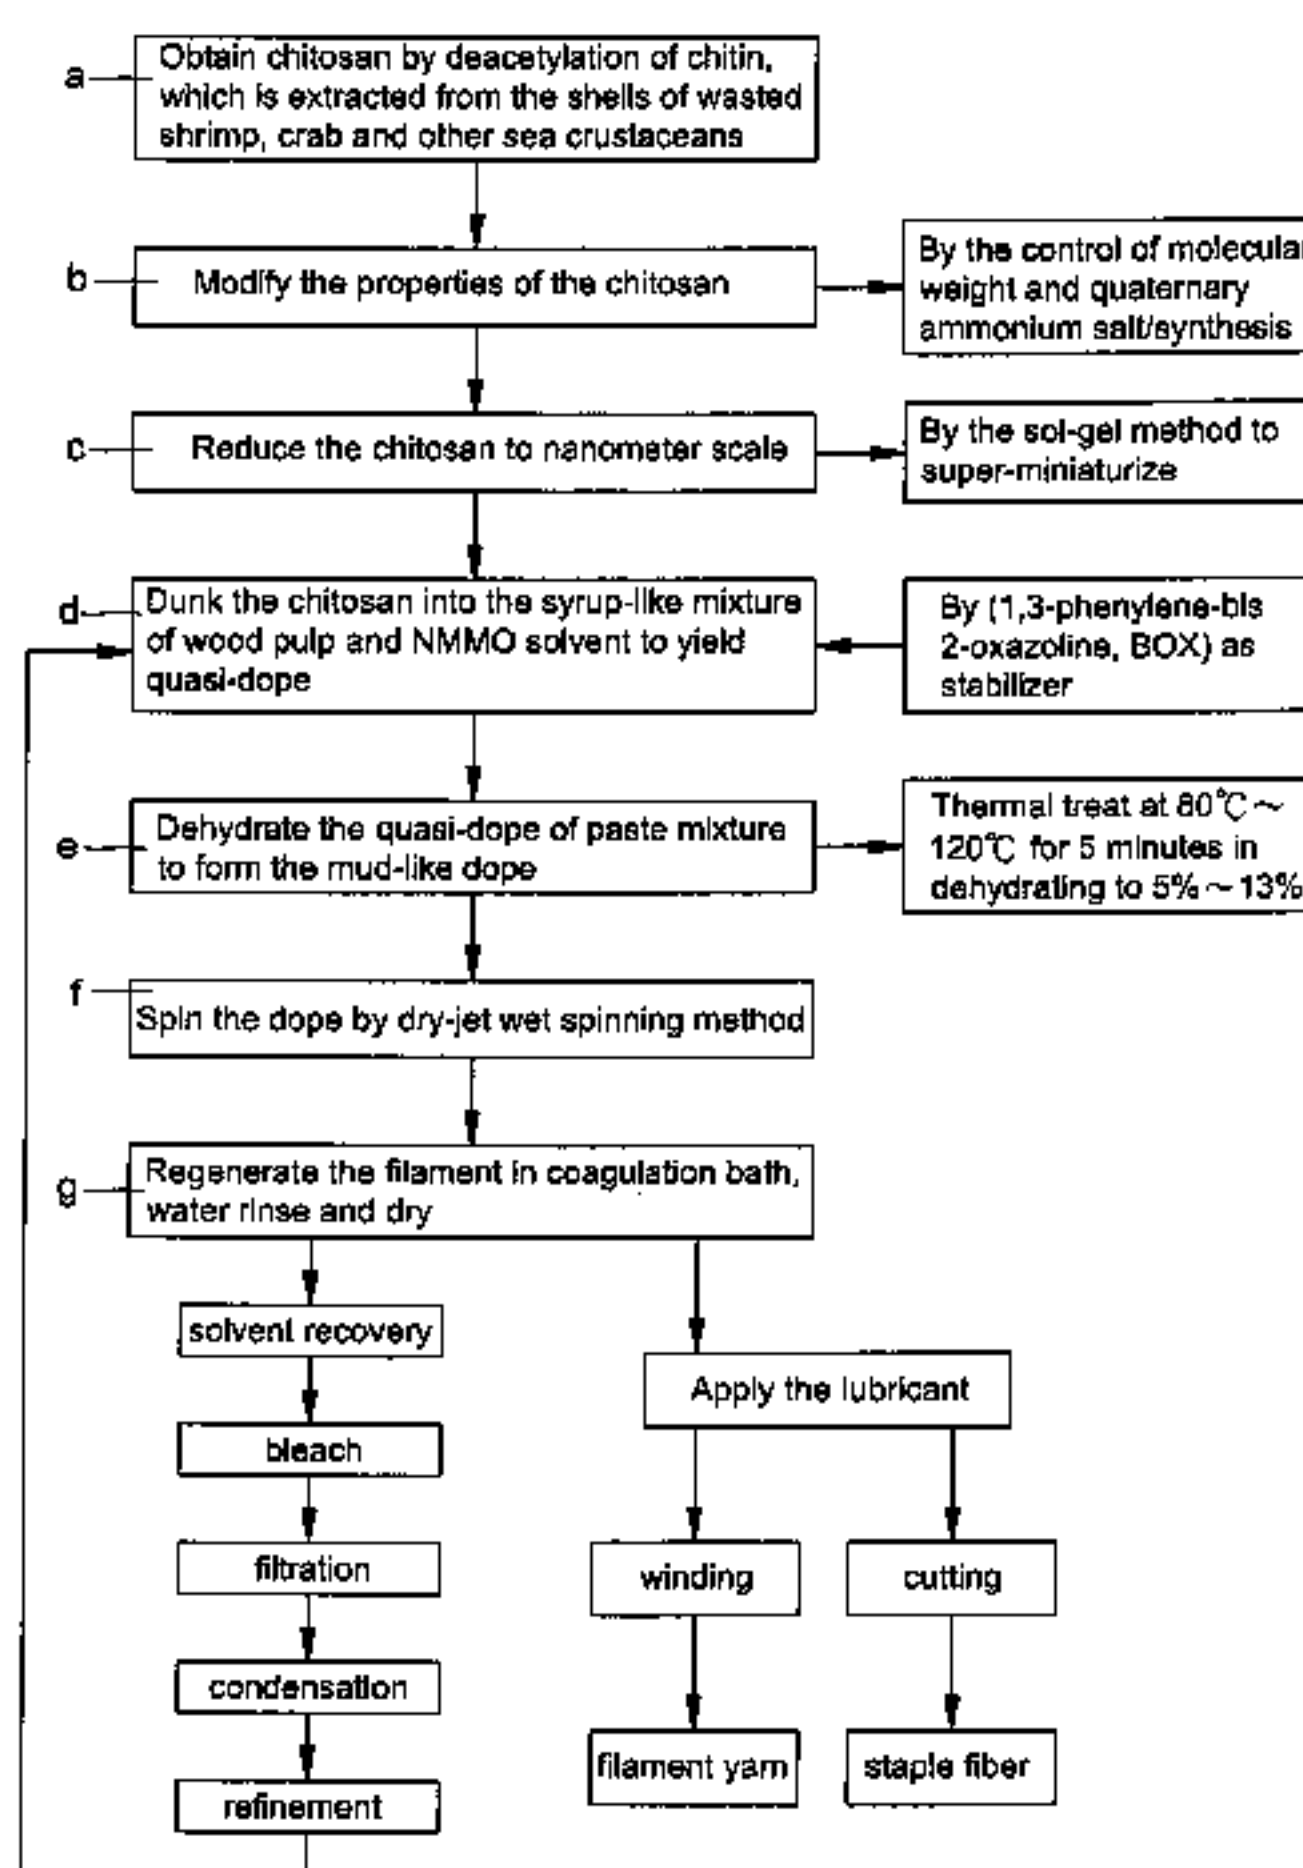 a
Obtain chitosan by deacetylation of chitin,
which is extracted from the shells of wasted
shrimp, crab and other sea crustaceans
b
Modify the properties of the chitosan
By the control of molecular
weight and quaternary
ammonium salt/synthesis
c
Reduce the chitosan to nanometer scale
By the sol-gel method to
super-miniaturize
d
Dunk the chitosan into the syrup-like mixture
of wood pulp and NMMO solvent to yield
quasi-dope
By (1,3-phenylene-bis
2-oxazoline, BOX) as
stabilizer
e
Dehydrate the quasi-dope of paste mixture
to form the mud-like dope
Thermal treat at 80℃～
120℃ for 5 minutes in
dehydrating to 5%～13%
f
Spin the dope by dry-jet wet spinning method
g
Regenerate the filament in coagulation bath,
water rinse and dry
solvent recovery
bleach
filtration
condensation
refinement
Apply the lubricant
winding
cutting
filament yarn
staple fiber